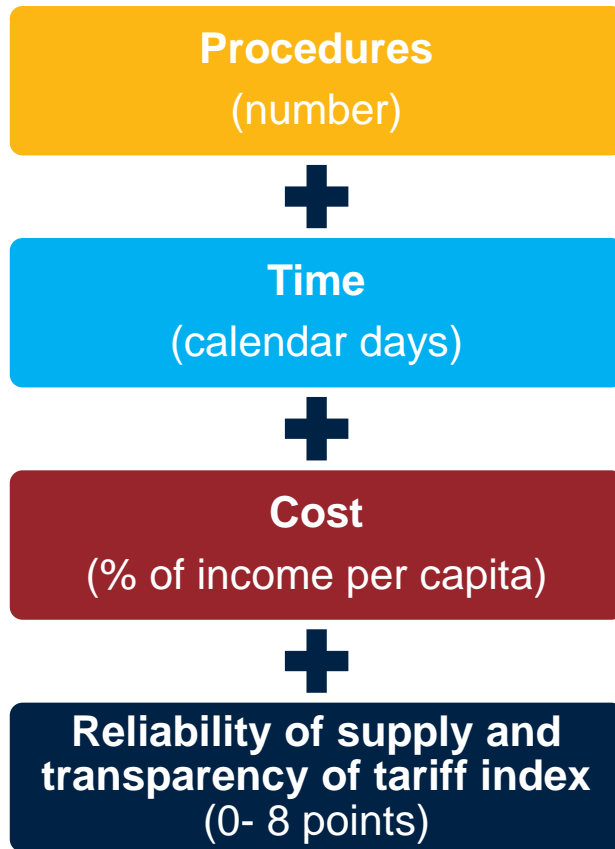 Procedures
(number)
Time
(calendar days)
Cost
(% of income per capita)
Reliability of supply and
transparency of tariff index
(0- 8 points)